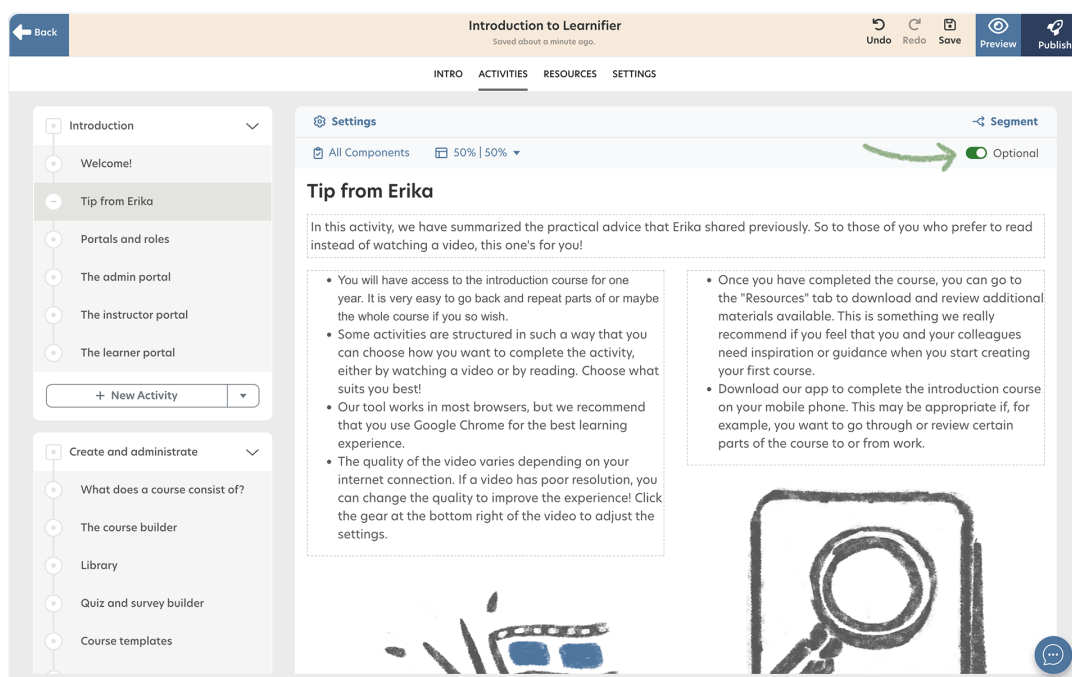 Back
Introduction to Learnifier
Saved about a minute ago.
Undo
Redo
Save
Preview
Publish
INTRO
ACTIVITIES
RESOURCES
SETTINGS
Introduction
Welcome!
Tip from Erika
Portals and roles
The admin portal
The instructor portal
The learner portal
+ New Activity
Create and administrate
What does a course consist of?
The course builder
Library
Quiz and survey builder
Course templates
Settings
Segment
All Components
50% | 50%
Optional
Tip from Erika
In this activity, we have summarized the practical advice that Erika shared previously. So to those of you who prefer to read
instead of watching a video, this one's for you!
• You will have access to the introduction course for one
year. It is very easy to go back and repeat parts of or maybe
the whole course if you so wish.
• Some activities are structured in such a way that you
can choose how you want to complete the activity,
either by watching a video or by reading. Choose what
suits you best!
• Our tool works in most browsers, but we recommend
that you use Google Chrome for the best learning
experience.
• The quality of the video varies depending on your
internet connection. If a video has poor resolution, you
can change the quality to improve the experience! Click
the gear at the bottom right of the video to adjust the
settings.
• Once you have completed the course, you can go to
the "Resources" tab to download and review additional
materials available. This is something we really
recommend if you feel that you and your colleagues
need inspiration or guidance when you start creating
your first course.
• Download our app to complete the introduction course
on your mobile phone. This may be appropriate if, for
example, you want to go through or review certain
parts of the course to or from work.